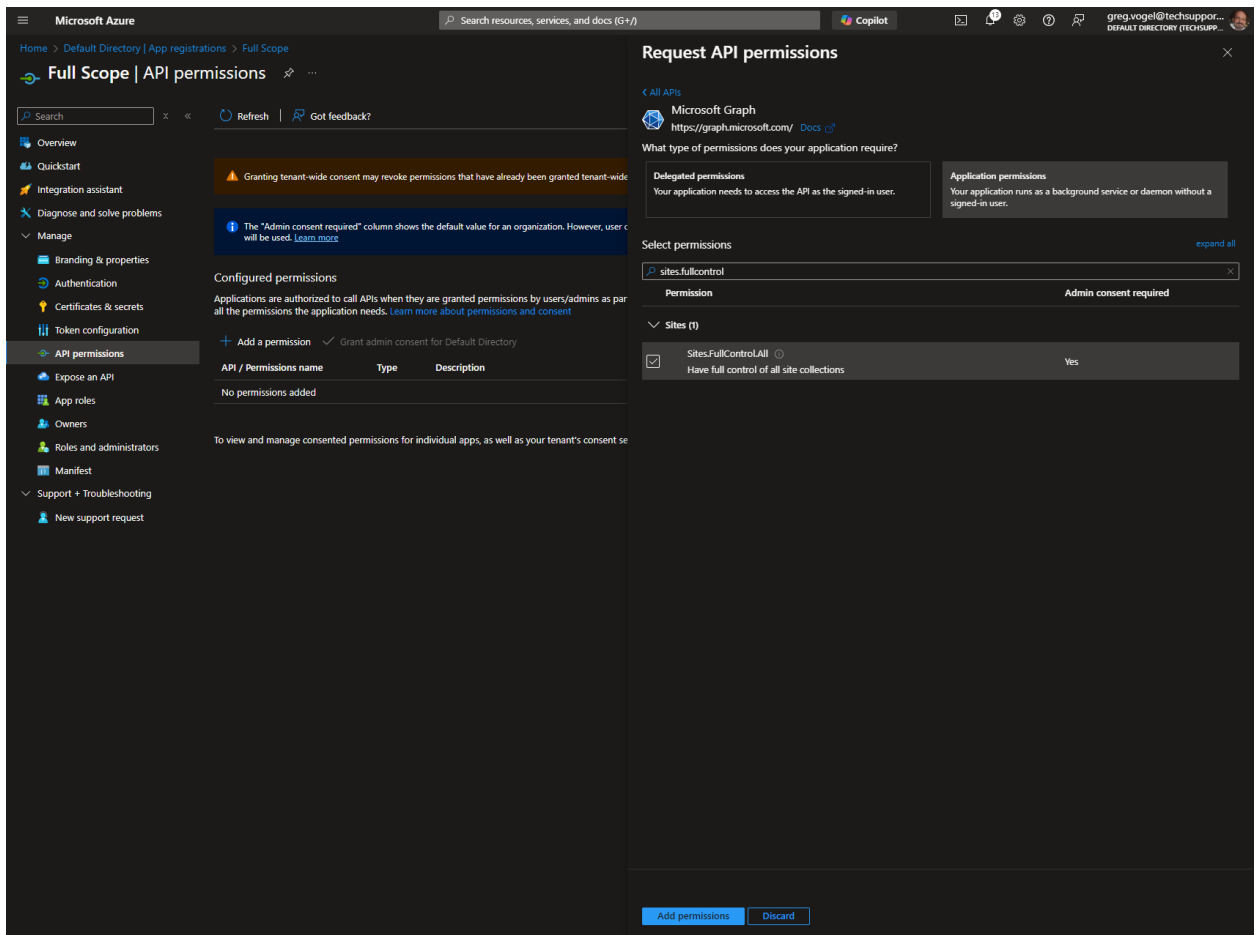 Microsoft Azure
Search resources, services, and docs (G+/)
Copilot
13
greg.vogel@techsuppor...
DEFAULT DIRECTORY (TECHSUPP...
Home > Default Directory | App registrations > Full Scope
Full Scope | API permissions
Search
Overview
Quickstart
Integration assistant
Diagnose and solve problems
Manage
Branding & properties
Authentication
Certificates & secrets
Token configuration
API permissions
Expose an API
App roles
Owners
Roles and administrators
Manifest
Support + Troubleshooting
New support request
Refresh
Got feedback?
Granting tenant-wide consent may revoke permissions that have already been granted tenant-wide
The "Admin consent required" column shows the default value for an organization. However, user c
will be used. Learn more
Configured permissions
Applications are authorized to call APIs when they are granted permissions by users/admins as par
all the permissions the application needs. Learn more about permissions and consent
Add a permission
Grant admin consent for Default Directory
API / Permissions name Type Description
No permissions added
To view and manage consented permissions for individual apps, as well as your tenant's consent se
Request API permissions
All APIs
Microsoft Graph
https://graph.microsoft.com/ Docs
What type of permissions does your application require?
Delegated permissions
Your application needs to access the API as the signed-in user.
Application permissions
Your application runs as a background service or daemon without a
signed-in user.
Select permissions
expand all
sites.fullcontrol
Permission Admin consent required
Sites (1)
Sites.FullControl.All
Have full control of all site collections
Yes
Add permissions
Discard